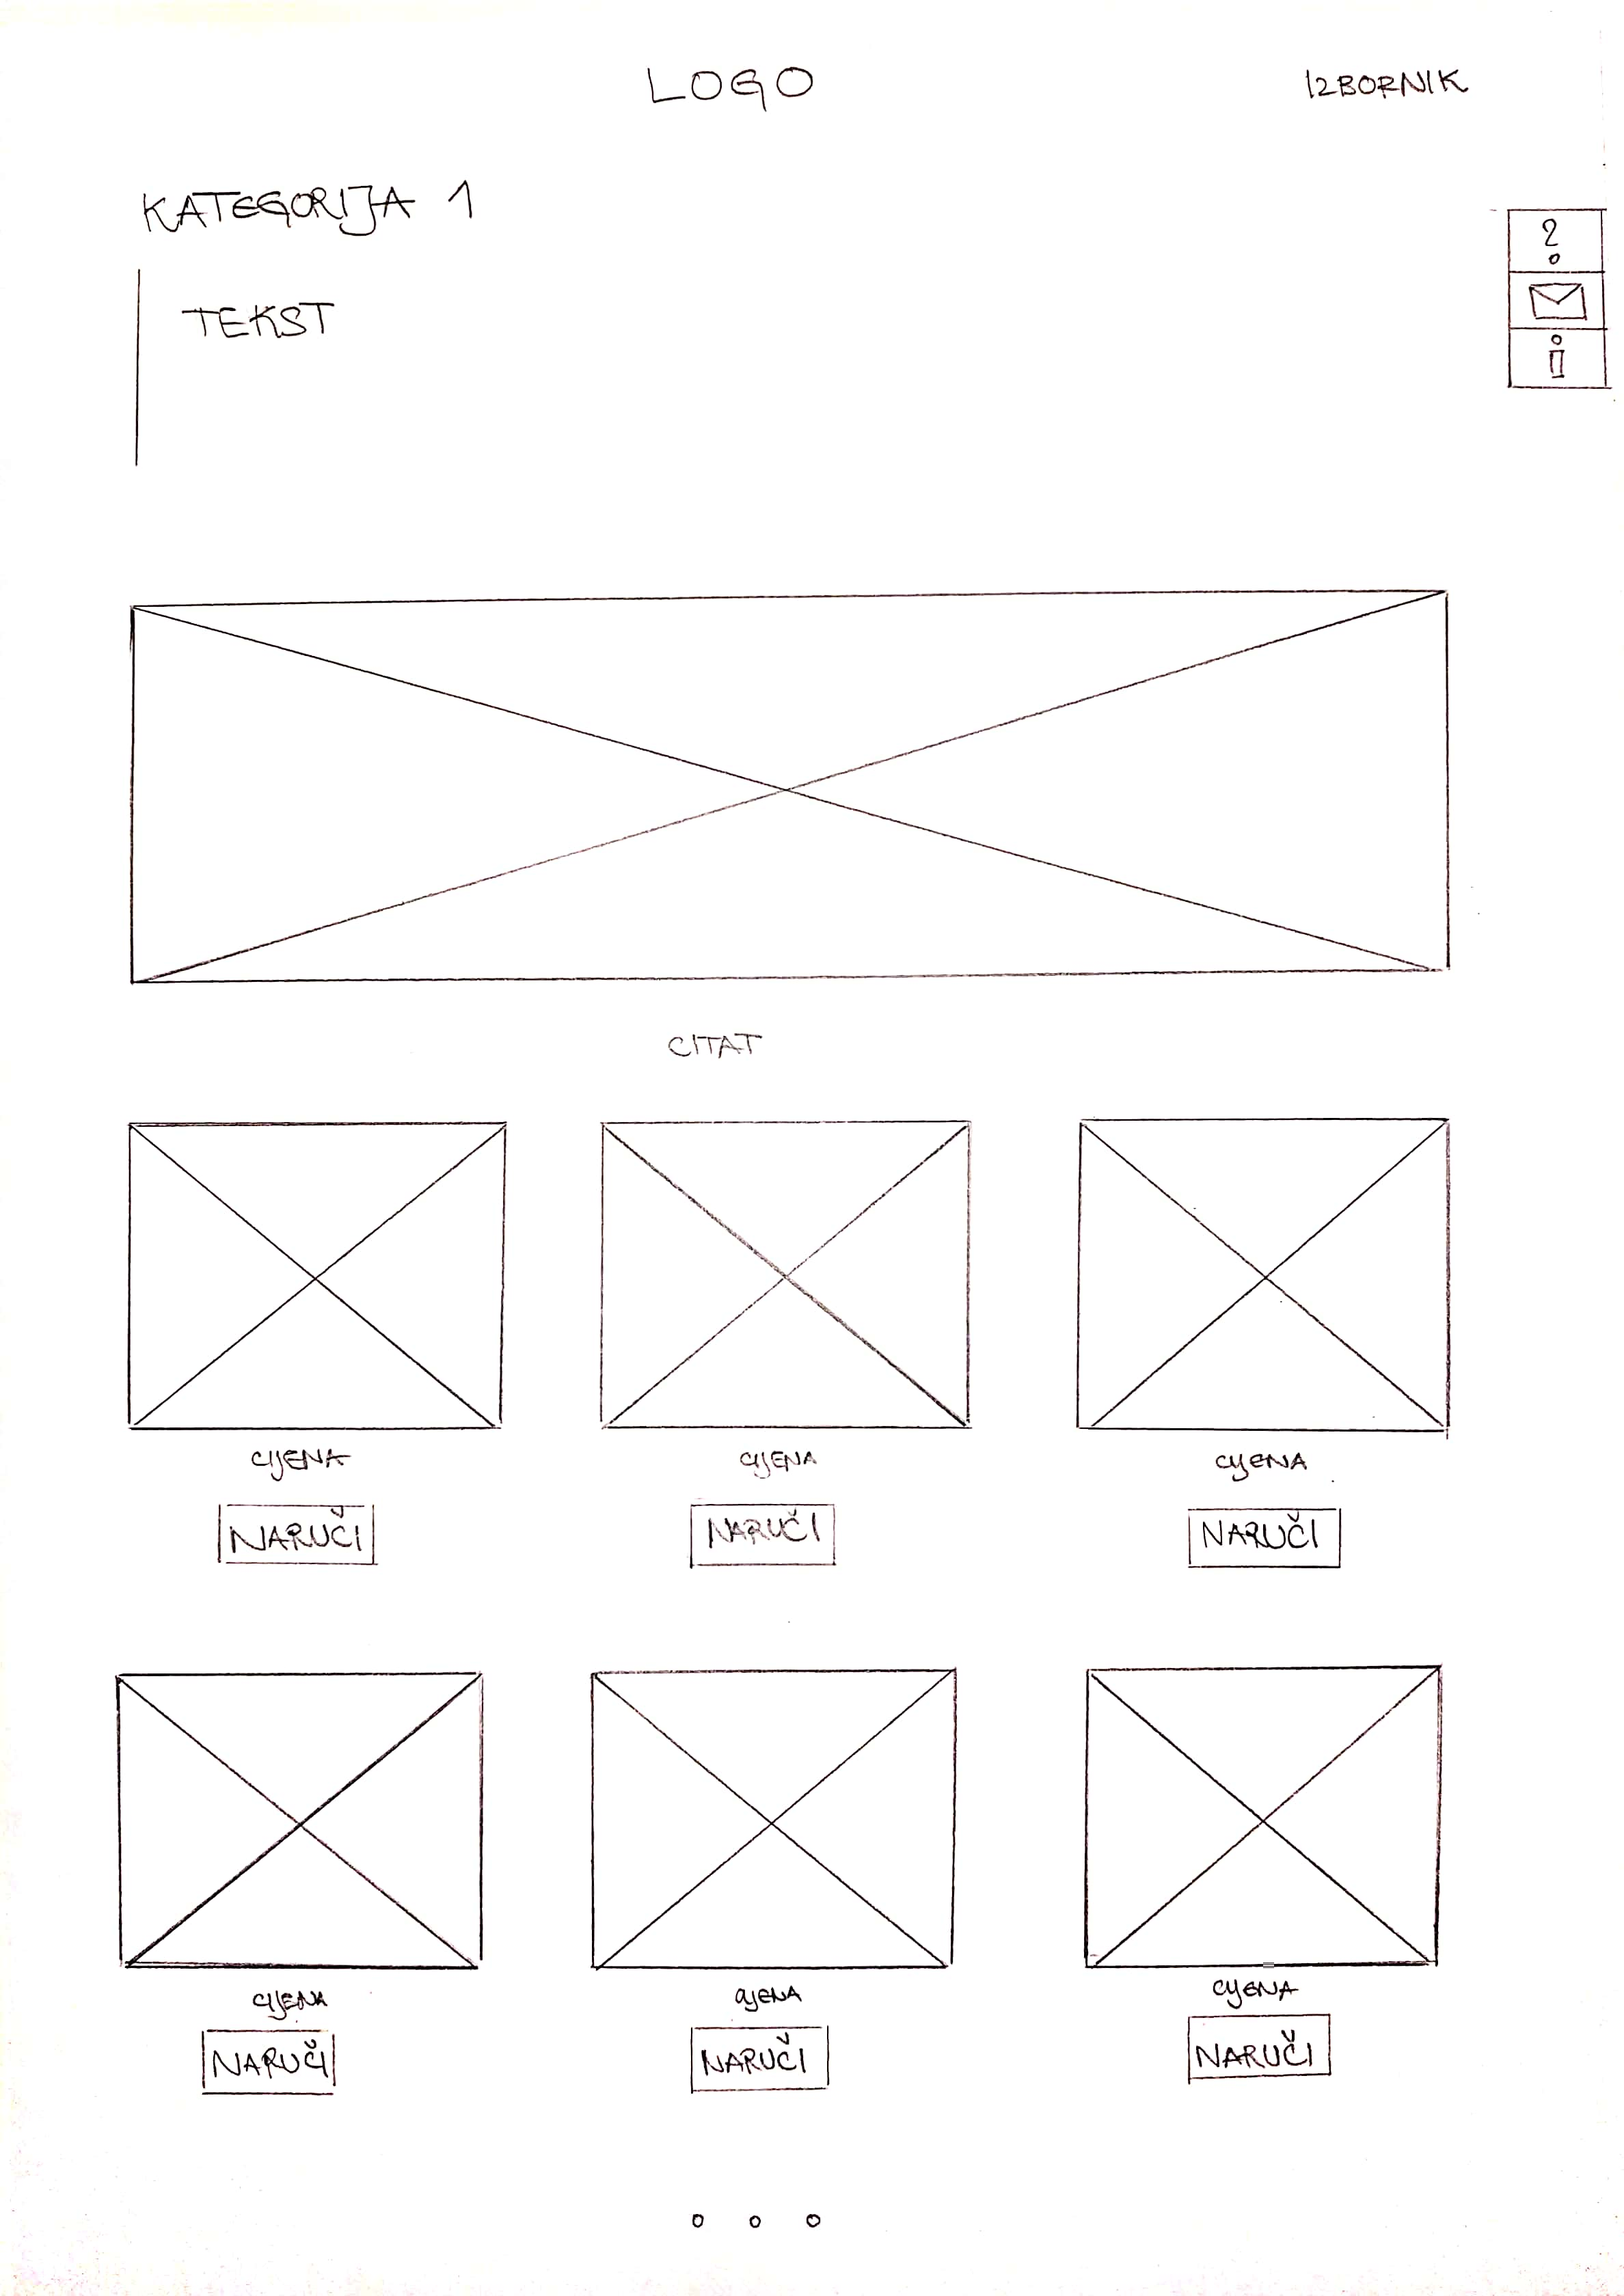 LOGO IZBORNIK
KATEGORIJA 1
?
TEKST
i
CITAT
CIJENA CIJENA CIJENA
NARUČI NARUČI NARUČI
CIJENA CIJENA CIJENA
NARUČI NARUČI NARUČI